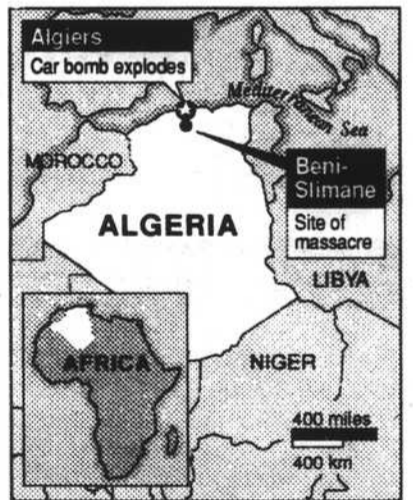 Algiers
Car bomb explodes
Mediterranean Sea
MOROCCO
Beni-
Slimane
ALGERIA
Site of
massacre
LIBYA
AFRICA
NIGER
400 miles
400 km